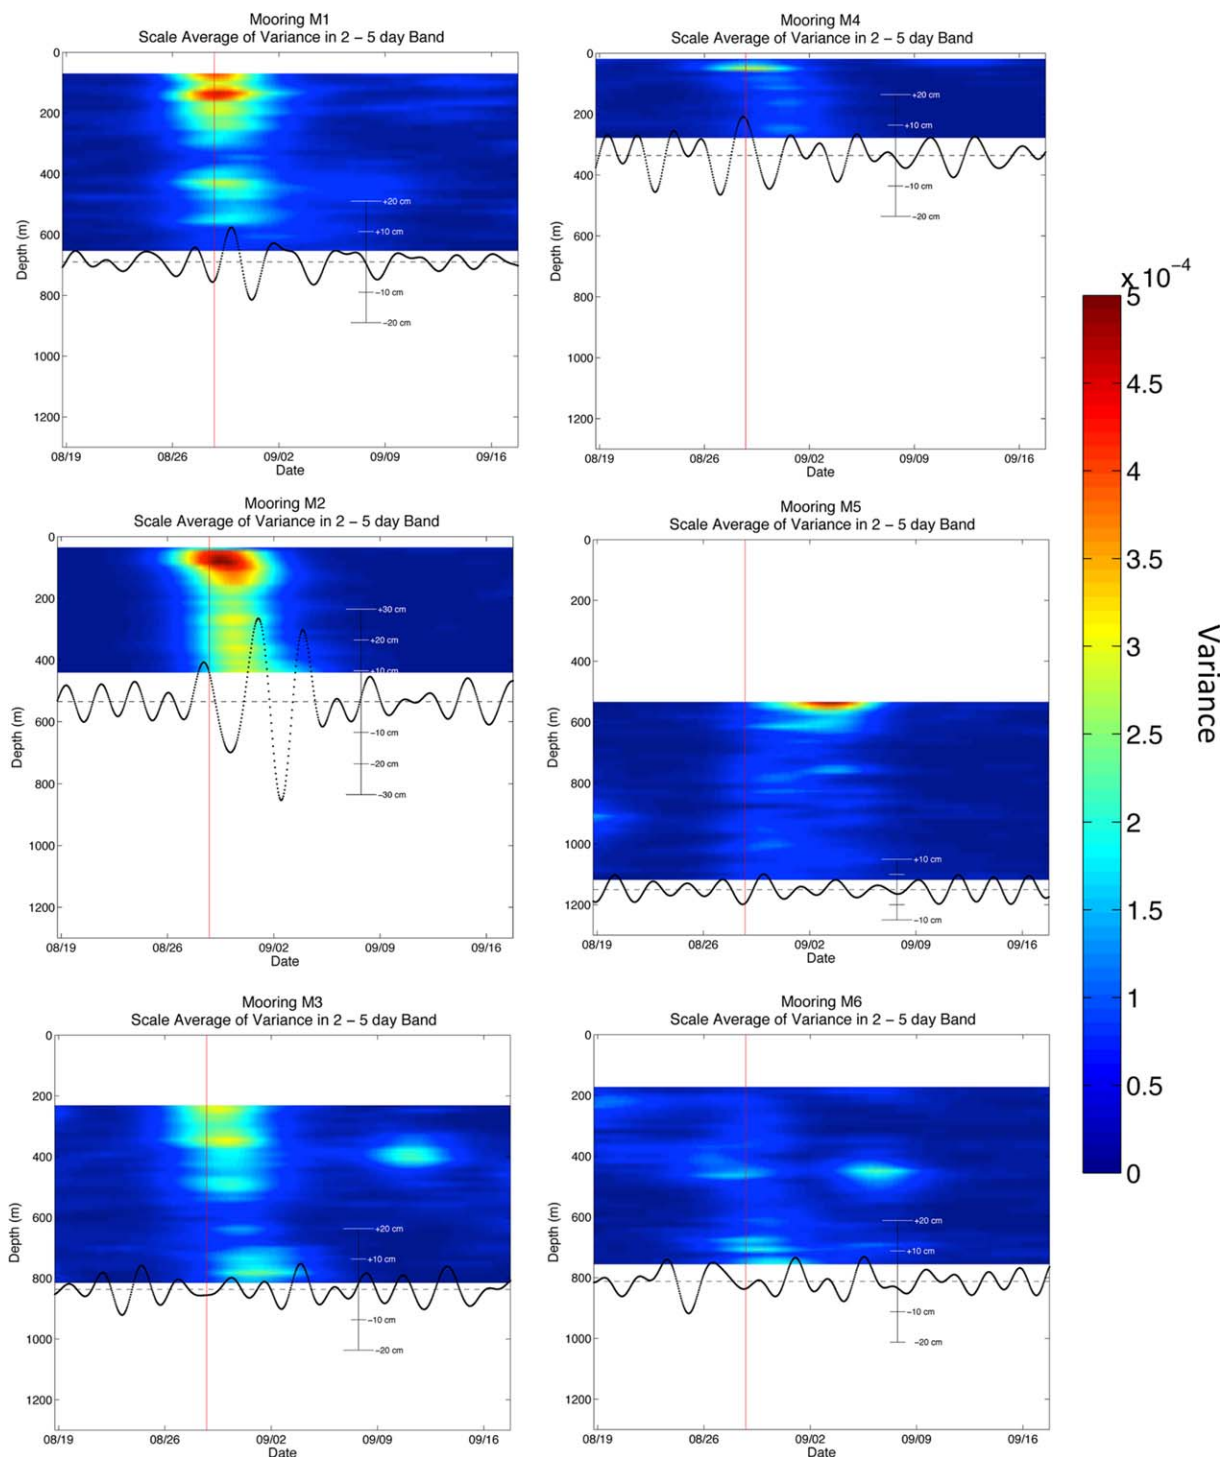 Mooring M1
Scale Average of Variance in 2 – 5 day Band
0
200
400
600
800
1000
1200
Depth (m)
+20 cm
+10 cm
−10 cm
−20 cm
08/19
08/26
09/02
09/09
09/16
Date
Mooring M4
Scale Average of Variance in 2 – 5 day Band
0
200
400
600
800
1000
1200
Depth (m)
+20 cm
+10 cm
−10 cm
−20 cm
08/19
08/26
09/02
09/09
09/16
Date
Mooring M2
Scale Average of Variance in 2 – 5 day Band
0
200
400
600
800
1000
1200
Depth (m)
+30 cm
+20 cm
+10 cm
−10 cm
−20 cm
−30 cm
08/19
08/26
09/02
09/09
09/16
Date
Mooring M5
Scale Average of Variance in 2 – 5 day Band
0
200
400
600
800
1000
1200
Depth (m)
+10 cm
−10 cm
08/19
08/26
09/02
09/09
09/16
Date
Mooring M3
Scale Average of Variance in 2 – 5 day Band
0
200
400
600
800
1000
1200
Depth (m)
+20 cm
+10 cm
−10 cm
−20 cm
08/19
08/26
09/02
09/09
09/16
Date
Mooring M6
Scale Average of Variance in 2 – 5 day Band
0
200
400
600
800
1000
1200
Depth (m)
+20 cm
+10 cm
−10 cm
−20 cm
08/19
08/26
09/02
09/09
09/16
Date
x 10⁻⁴
5
4.5
4
3.5
3
2.5
2
1.5
1
0.5
0
Variance